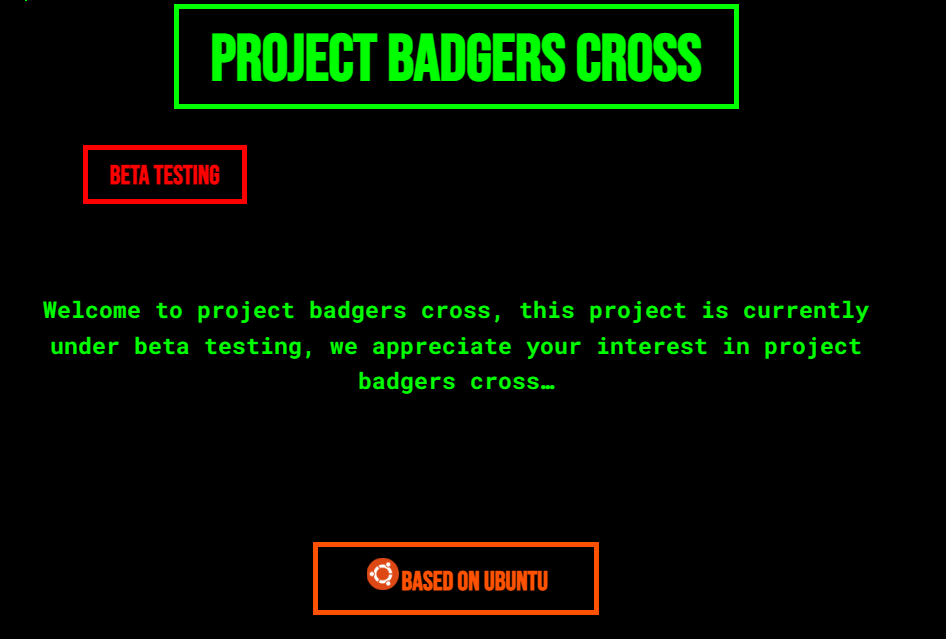 PROJECT BADGERS CROSS
BETA TESTING
Welcome to project badgers cross, this project is currently
under beta testing, we appreciate your interest in project
badgers cross…
BASED ON UBUNTU